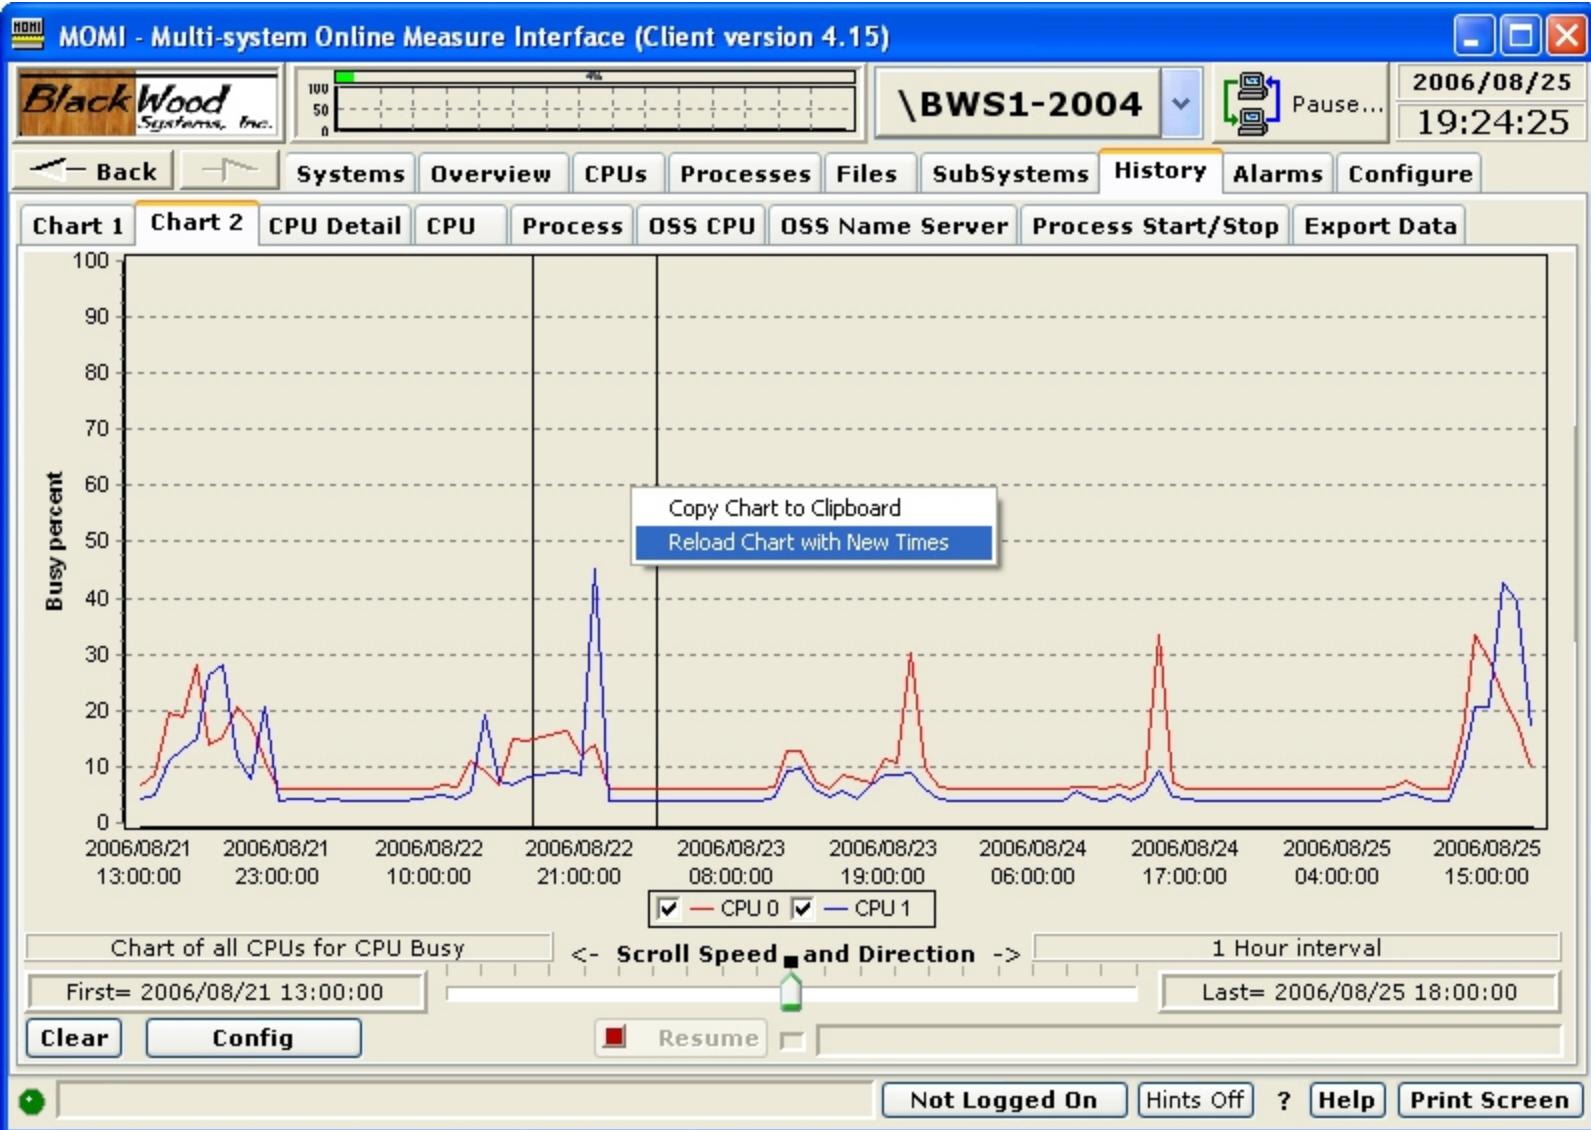 MOMI - Multi-system Online Measure Interface (Client version 4.15)
BlackWood
Systems, Inc.
4%
100
50
0
\BWS1-2004
Pause...
2006/08/25
19:24:25
Back
Systems Overview CPUs Processes Files SubSystems History Alarms Configure
Chart 1 Chart 2 CPU Detail CPU Process OSS CPU OSS Name Server Process Start/Stop Export Data
Busy percent
100
90
80
70
60
50
40
30
20
10
0
Copy Chart to Clipboard
Reload Chart with New Times
2006/08/21 2006/08/21 2006/08/22 2006/08/22 2006/08/23 2006/08/23 2006/08/24 2006/08/24 2006/08/25 2006/08/25
13:00:00 23:00:00 10:00:00 21:00:00 08:00:00 19:00:00 06:00:00 17:00:00 04:00:00 15:00:00
CPU 0 CPU 1
Chart of all CPUs for CPU Busy
<- Scroll Speed and Direction ->
1 Hour interval
First= 2006/08/21 13:00:00
Last= 2006/08/25 18:00:00
Clear Config Resume
Not Logged On Hints Off ? Help Print Screen